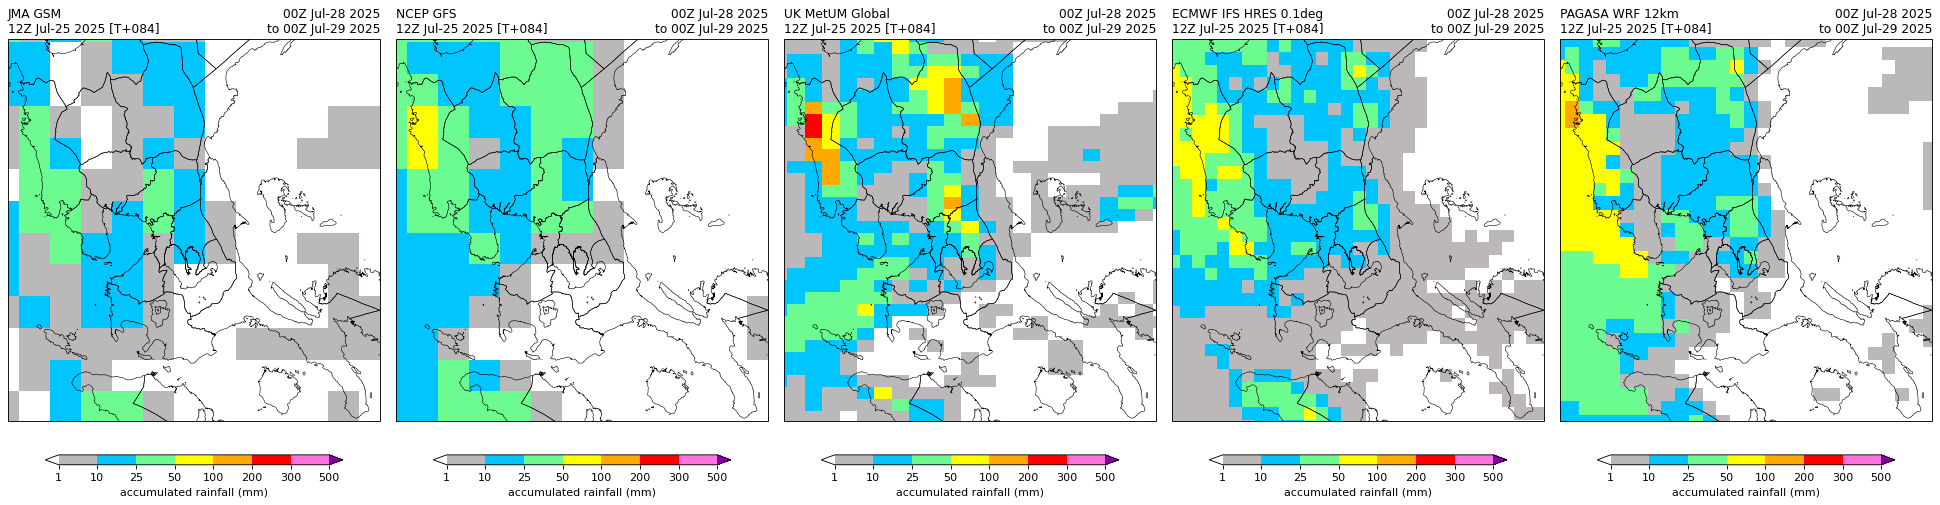 JMA GSM 00Z Jul-28 2025
12Z Jul-25 2025 [T+084] to 00Z Jul-29 2025
NCEP GFS 00Z Jul-28 2025
12Z Jul-25 2025 [T+084] to 00Z Jul-29 2025
UK MetUM Global 00Z Jul-28 2025
12Z Jul-25 2025 [T+084] to 00Z Jul-29 2025
ECMWF IFS HRES 0.1deg 00Z Jul-28 2025
12Z Jul-25 2025 [T+084] to 00Z Jul-29 2025
PAGASA WRF 12km 00Z Jul-28 2025
12Z Jul-25 2025 [T+084] to 00Z Jul-29 2025
1 10 25 50 100 200 300 500
accumulated rainfall (mm)
1 10 25 50 100 200 300 500
accumulated rainfall (mm)
1 10 25 50 100 200 300 500
accumulated rainfall (mm)
1 10 25 50 100 200 300 500
accumulated rainfall (mm)
1 10 25 50 100 200 300 500
accumulated rainfall (mm)